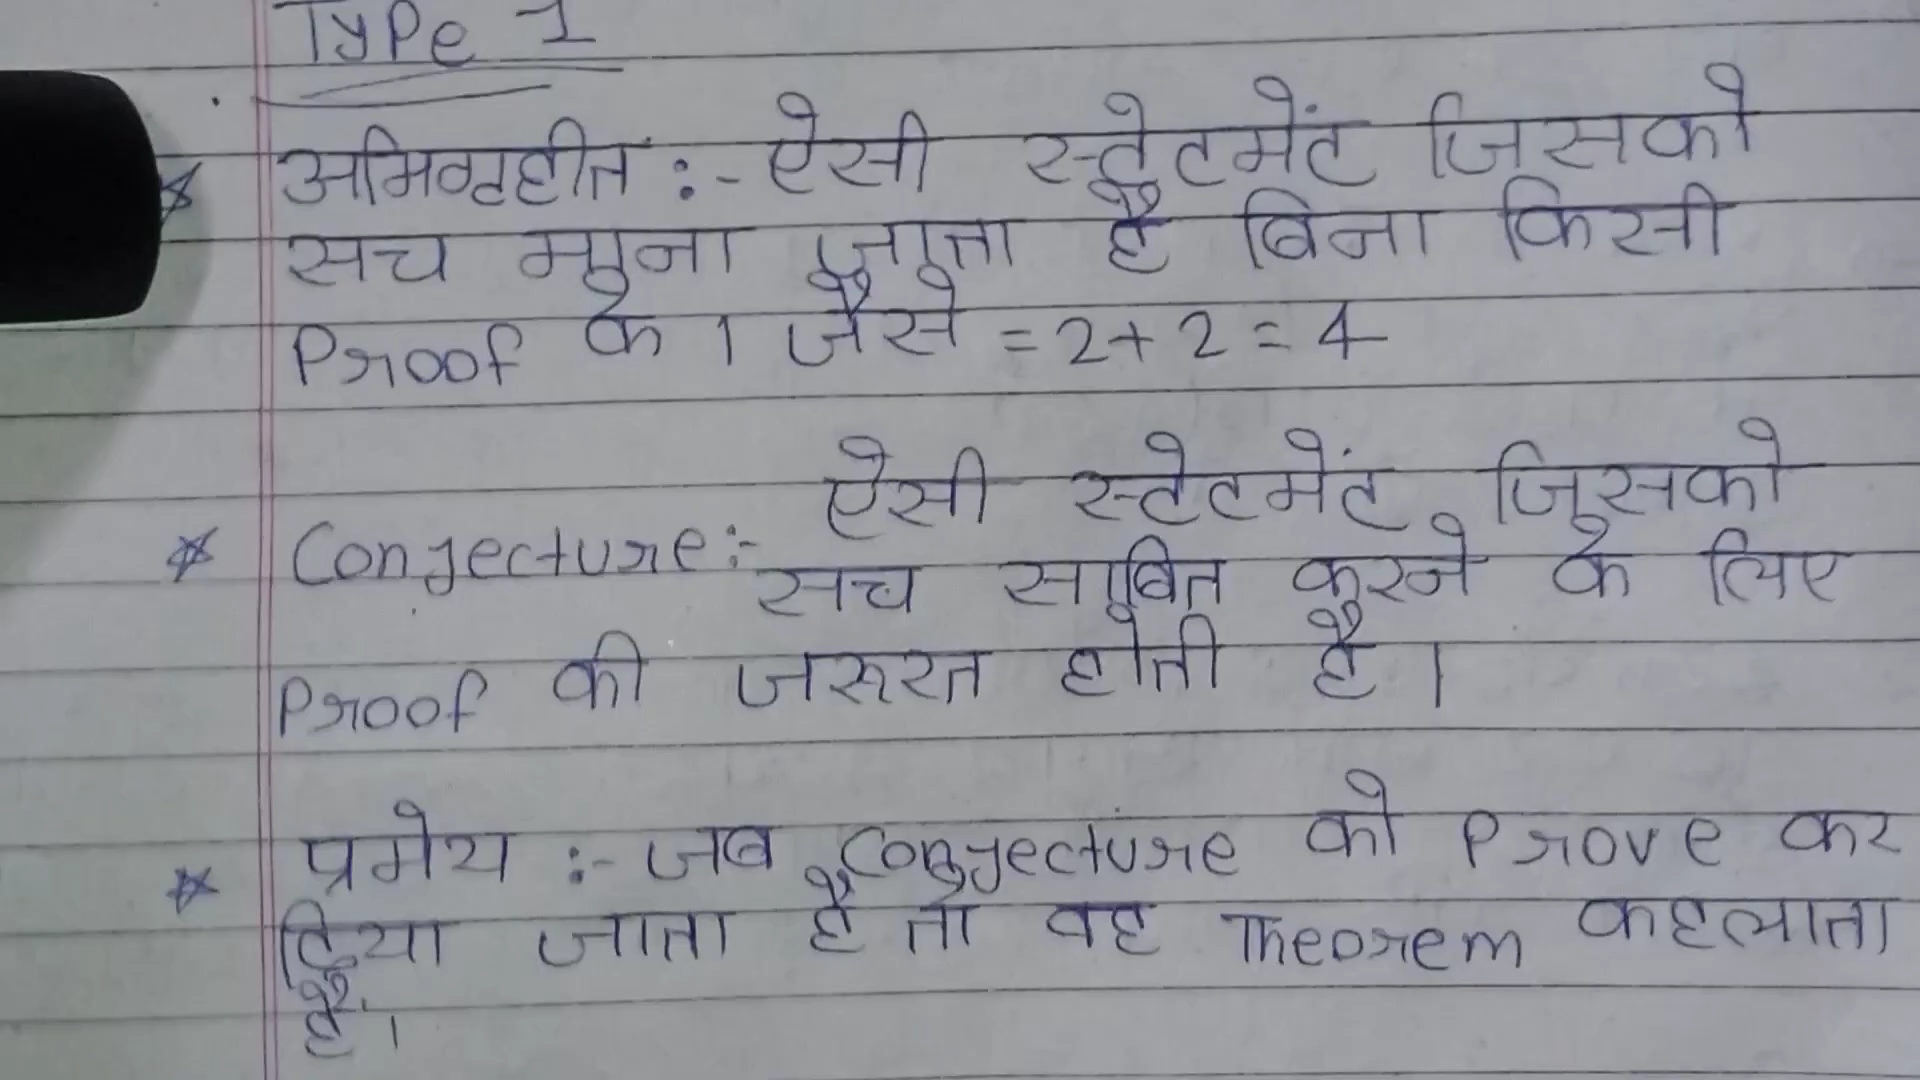 Type 1
अभिग्रहीत :- ऐसी स्टेटमेंट जिसको
सच माना जाता है बिना किसी
Proof के । जैसे = 2 + 2 = 4
ऐसी स्टेटमेंट जिसको
Conjecture :- सच साबित करने के लिए
Proof की जरूरत होती है ।
प्रमेय :- जब Conjecture को Prove कर
दिया जाता है तो वह Theorem कहलाता
है ।